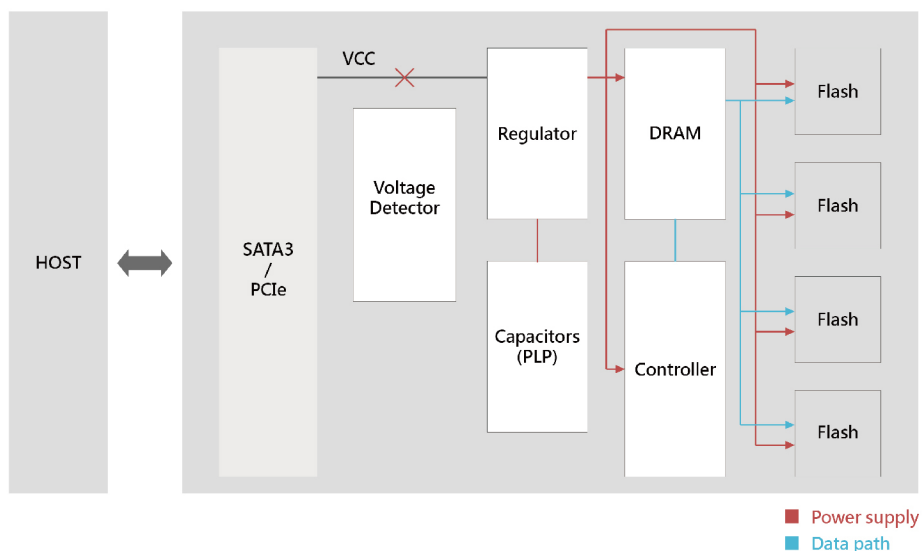 HOST
SATA3
/
PCIe
VCC
Voltage
Detector
Regulator
Capacitors
(PLP)
DRAM
Controller
Flash
Flash
Flash
Flash
Power supply
Data path